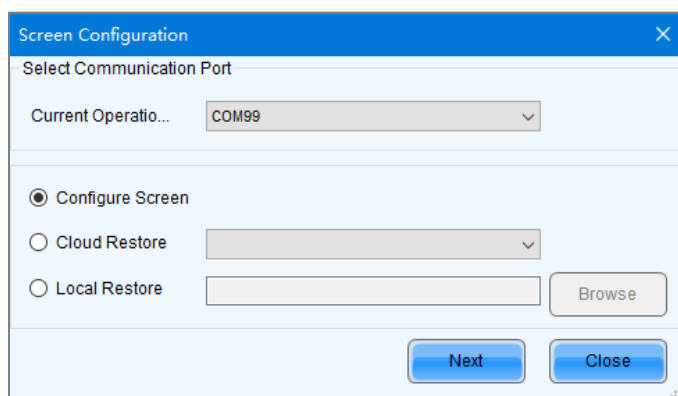 Screen Configuration
Select Communication Port
Current Operatio... COM99
Configure Screen
Cloud Restore
Local Restore Browse
Next Close